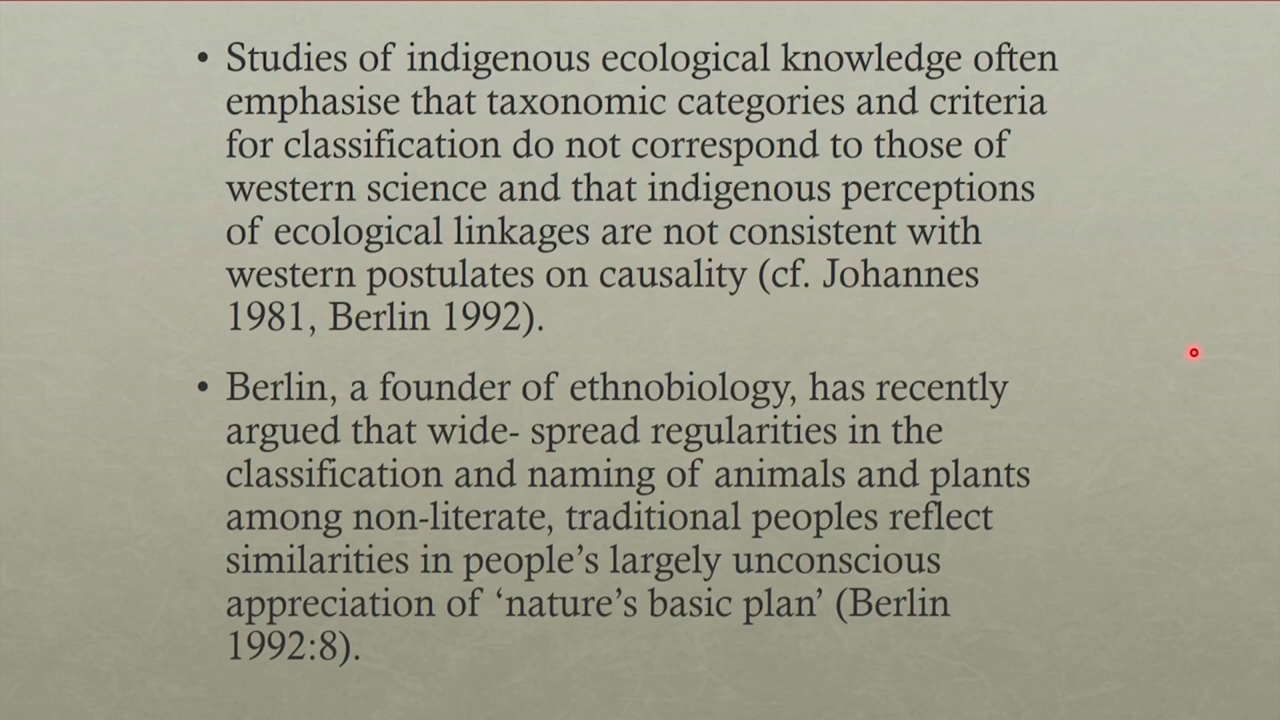 • Studies of indigenous ecological knowledge often
emphasise that taxonomic categories and criteria
for classification do not correspond to those of
western science and that indigenous perceptions
of ecological linkages are not consistent with
western postulates on causality (cf. Johannes
1981, Berlin 1992).
• Berlin, a founder of ethnobiology, has recently
argued that wide- spread regularities in the
classification and naming of animals and plants
among non-literate, traditional peoples reflect
similarities in people’s largely unconscious
appreciation of ‘nature’s basic plan’ (Berlin
1992:8).